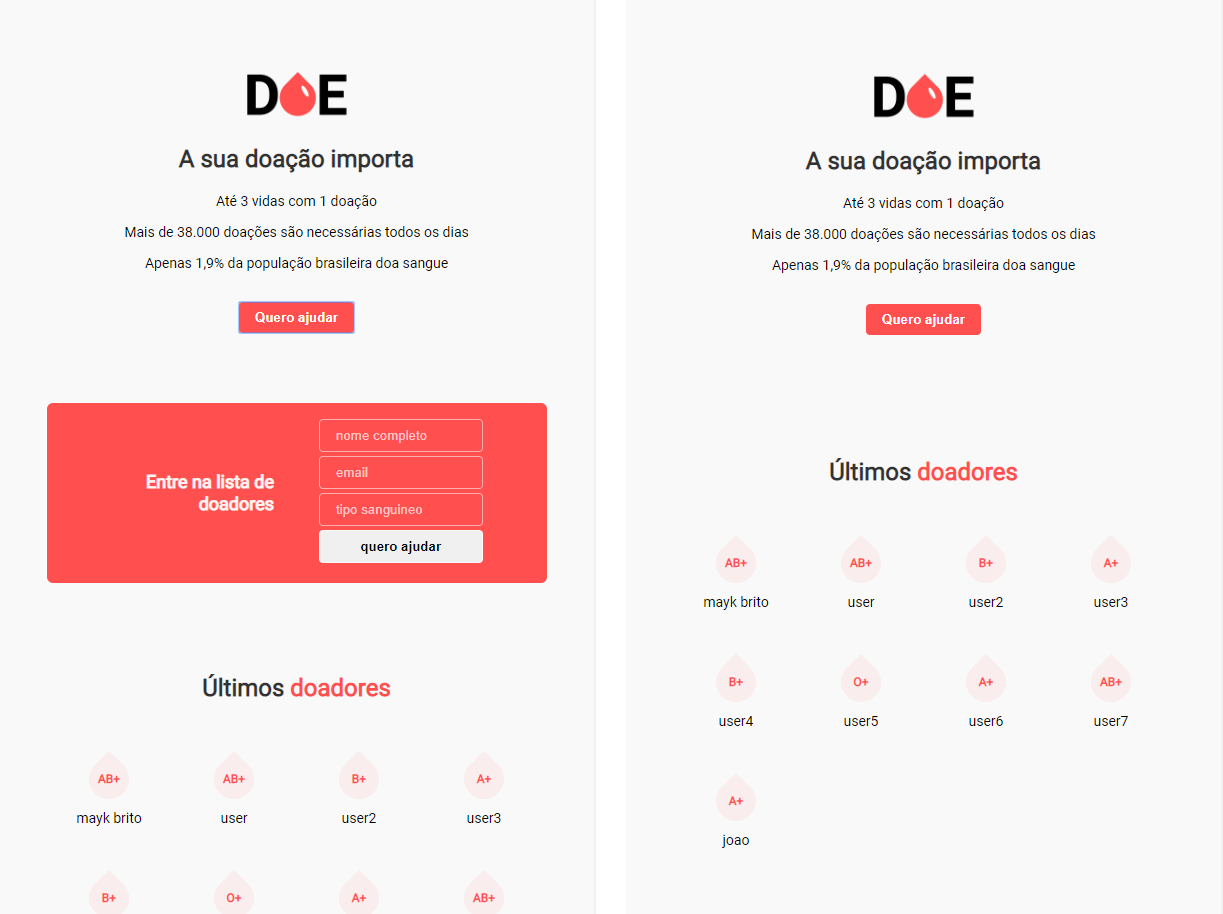 DOE
A sua doação importa
Até 3 vidas com 1 doação
Mais de 38.000 doações são necessárias todos os dias
Apenas 1,9% da população brasileira doa sangue
Quero ajudar
Entre na lista de
doadores
nome completo
email
tipo sanguineo
quero ajudar
Últimos doadores
AB+ AB+ B+ A+
mayk brito user user2 user3
B+ O+ A+ AB+
DOE
A sua doação importa
Até 3 vidas com 1 doação
Mais de 38.000 doações são necessárias todos os dias
Apenas 1,9% da população brasileira doa sangue
Quero ajudar
Últimos doadores
AB+ AB+ B+ A+
mayk brito user user2 user3
B+ O+ A+ AB+
user4 user5 user6 user7
A+
joao